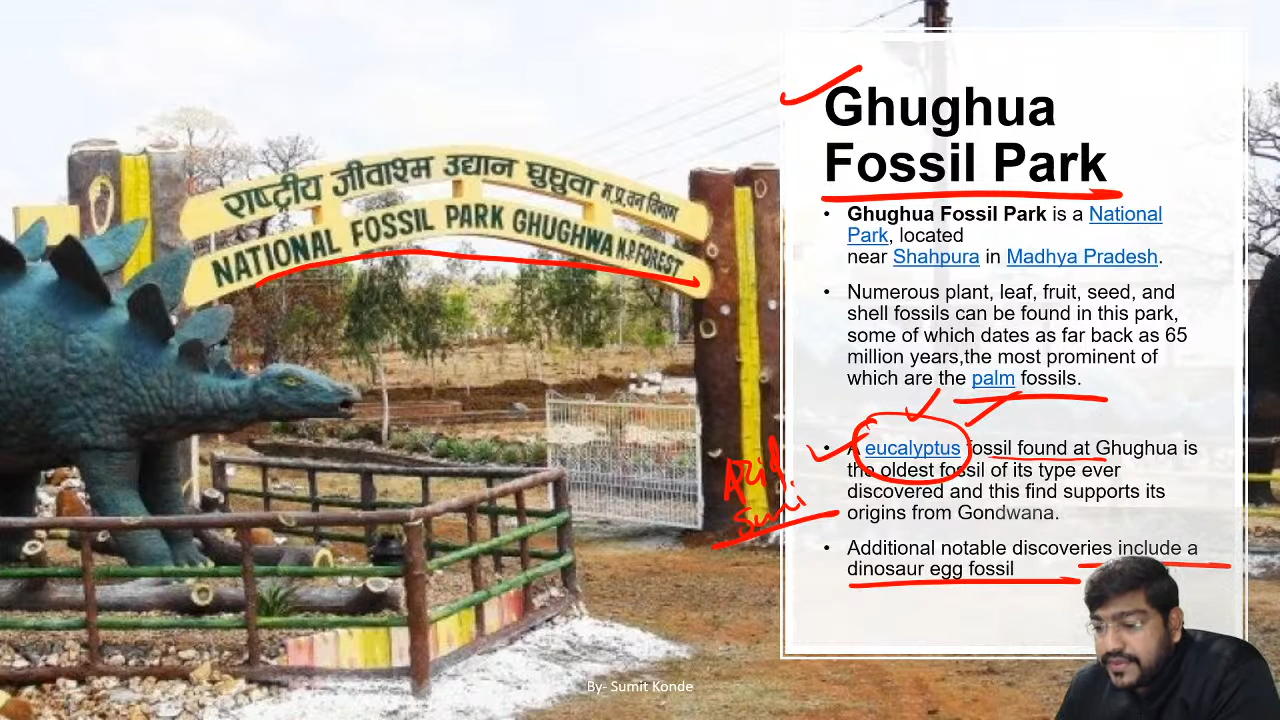 राष्ट्रीय जीवाश्म उद्यान घुघुवा म.प्र.वन विभाग
NATIONAL FOSSIL PARK GHUGHWA M.P.FOREST
Ghughua
Fossil Park
• Ghughua Fossil Park is a National
Park, located
near Shahpura in Madhya Pradesh.
• Numerous plant, leaf, fruit, seed, and
shell fossils can be found in this park,
some of which dates as far back as 65
million years,the most prominent of
which are the palm fossils.
• A eucalyptus fossil found at Ghughua is
the oldest fossil of its type ever
discovered and this find supports its
origins from Gondwana.
• Additional notable discoveries include a
dinosaur egg fossil
By- Sumit Konde